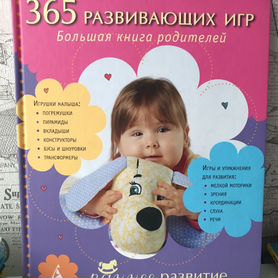 365 РАЗВИВАЮЩИХ ИГР
Большая книга родителей
ИГРУШКИ МАЛЫША:
ПОГРЕМУШКИ
ПИРАМИДЫ
ВКЛАДЫШИ
КОНСТРУКТОРЫ
БУСЫ И ШНУРОВКИ
ТРАНСФОРМЕРЫ
ИГРЫ И УПРАЖНЕНИЯ
ДЛЯ РАЗВИТИЯ:
МЕЛКОЙ МОТОРИКИ
ЗРЕНИЯ
КООРДИНАЦИИ
СЛУХА
РЕЧИ
раннее развитие